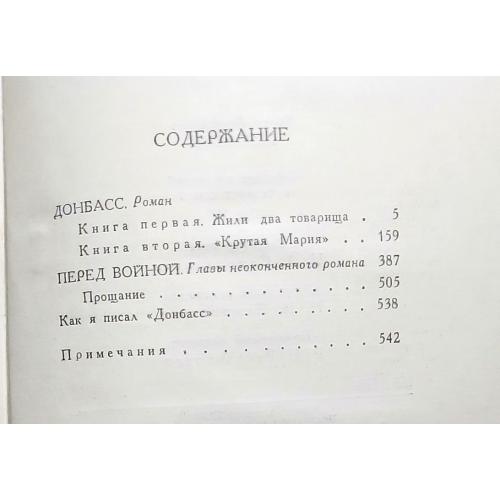 СОДЕРЖАНИЕ
ДОНБАСС. Роман
Книга первая. Жили два товарища . 5
Книга вторая. «Крутая Мария» . . 159
ПЕРЕД ВОЙНОЙ. Главы неоконченного романа 387
Прощание . . . . . . . . . . . . 505
Как я писал «Донбасс» . . . . . . . . 538
Примечания . . . . . . . . . . . 542